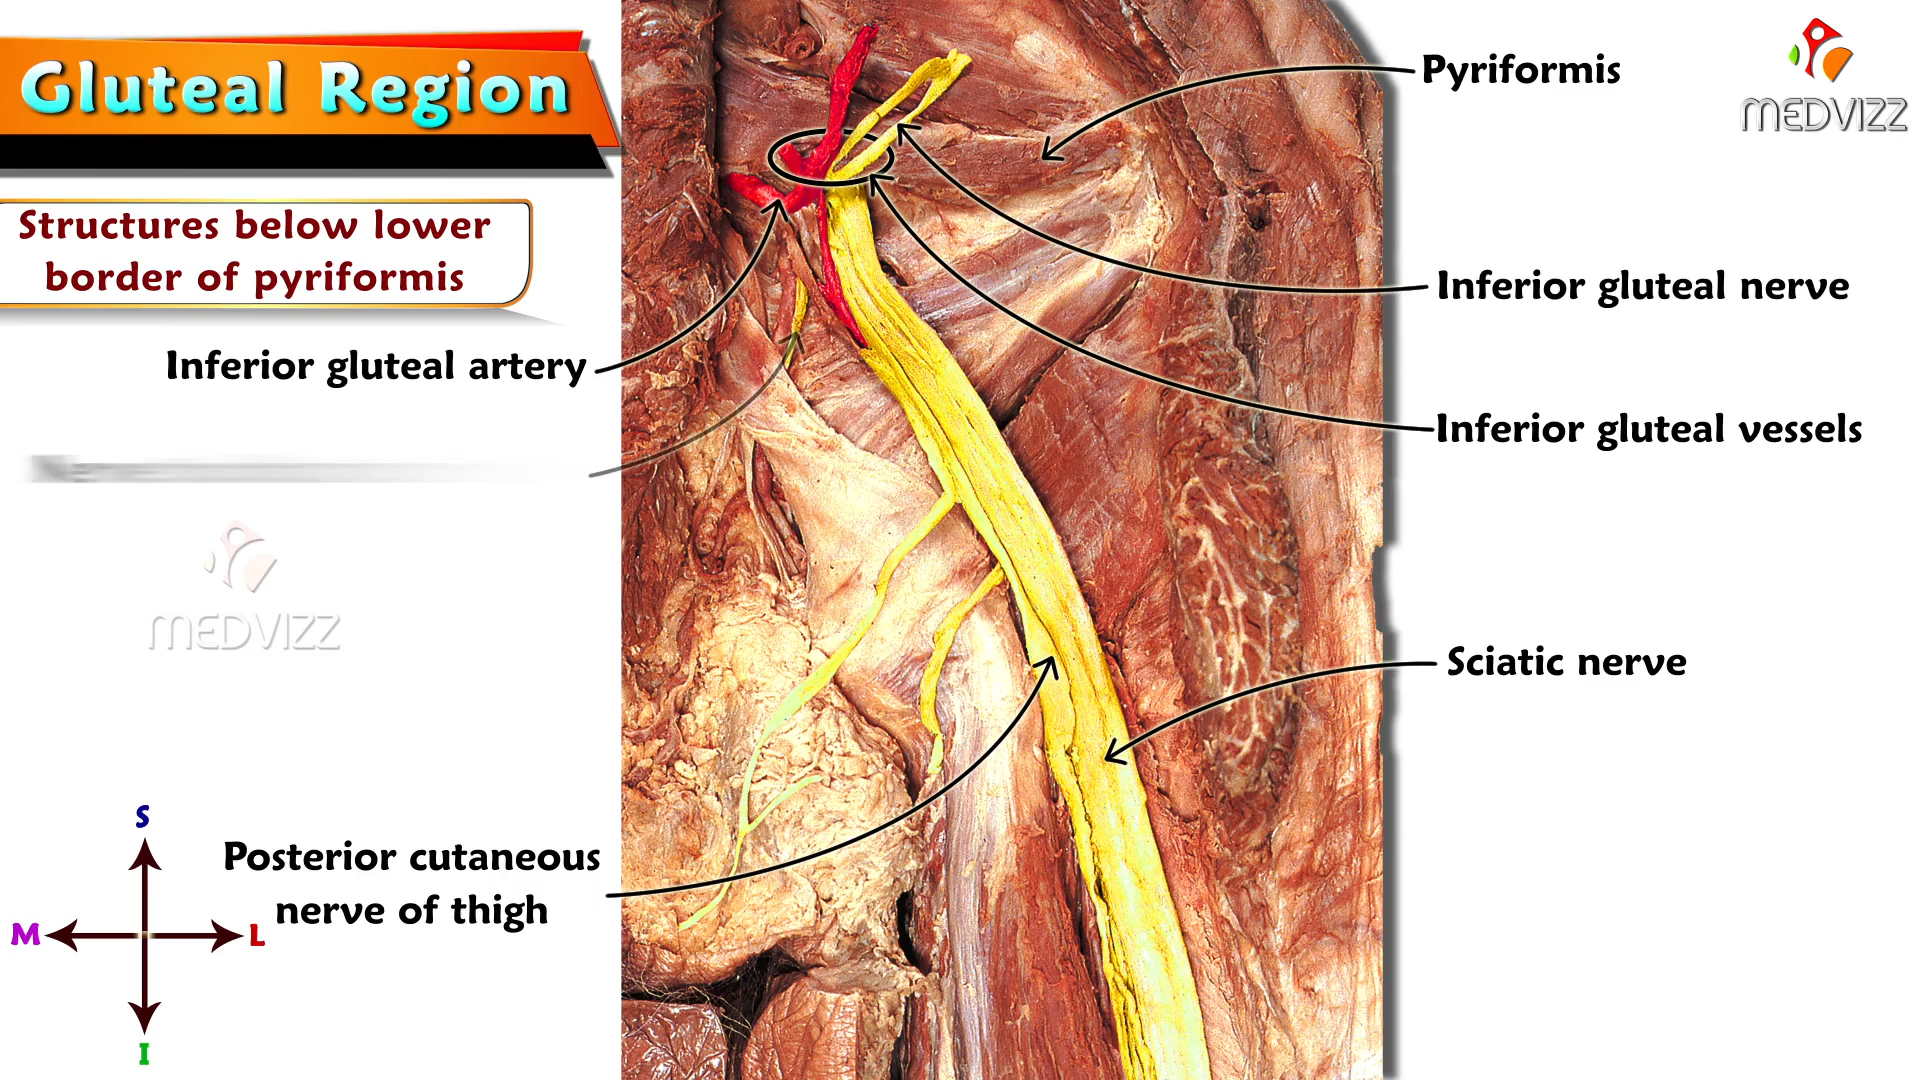 Gluteal Region
Structures below lower
border of pyriformis
Pyriformis
MEDVIZZ
Inferior gluteal nerve
Inferior gluteal artery
Inferior gluteal vessels
MEDVIZZ
Sciatic nerve
Posterior cutaneous
nerve of thigh
S
M
L
I